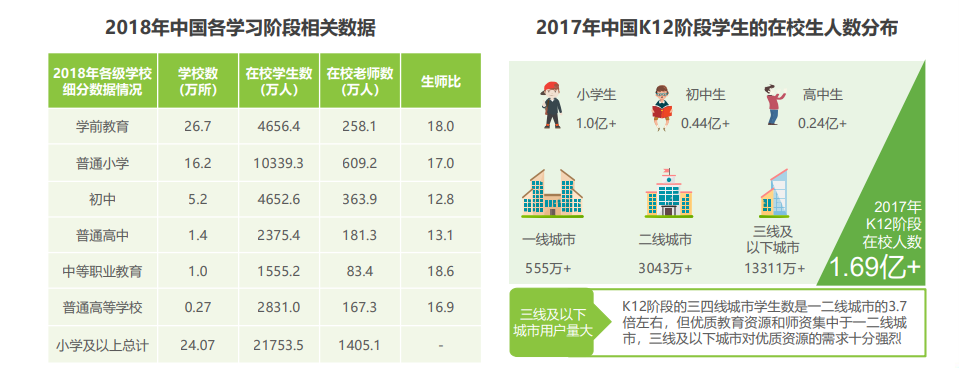 2018年中国各学习阶段相关数据
2018年各级学校
细分数据情况
学校数
(万所)
在校学生数
(万人)
在校老师数
(万人)
生师比
学前教育 26.7 4656.4 258.1 18.0
普通小学 16.2 10339.3 609.2 17.0
初中 5.2 4652.6 363.9 12.8
普通高中 1.4 2375.4 181.3 13.1
中等职业教育 1.0 1555.2 83.4 18.6
普通高等学校 0.27 2831.0 167.3 16.9
小学及以上总计 24.07 21753.5 1405.1 -
2017年中国K12阶段学生的在校生人数分布
小学生
1.0亿+
初中生
0.44亿+
高中生
0.24亿+
一线城市
555万+
二线城市
3043万+
三线及
以下城市
13311万+
2017年
K12阶段
在校人数
1.69亿+
三线及以下
城市用户量大
K12阶段的三四线城市学生数是一二线城市的3.7
倍左右，但优质教育资源和师资集中于一二线城
市，三线及以下城市对优质资源的需求十分强烈